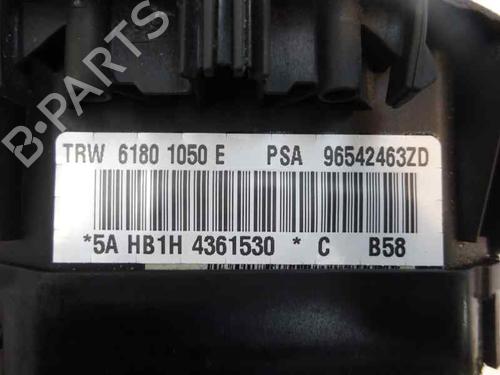 B-PARTS
TRW 6180 1050 E PSA 96542463ZD
*5A HB1H 4361530 * C B58